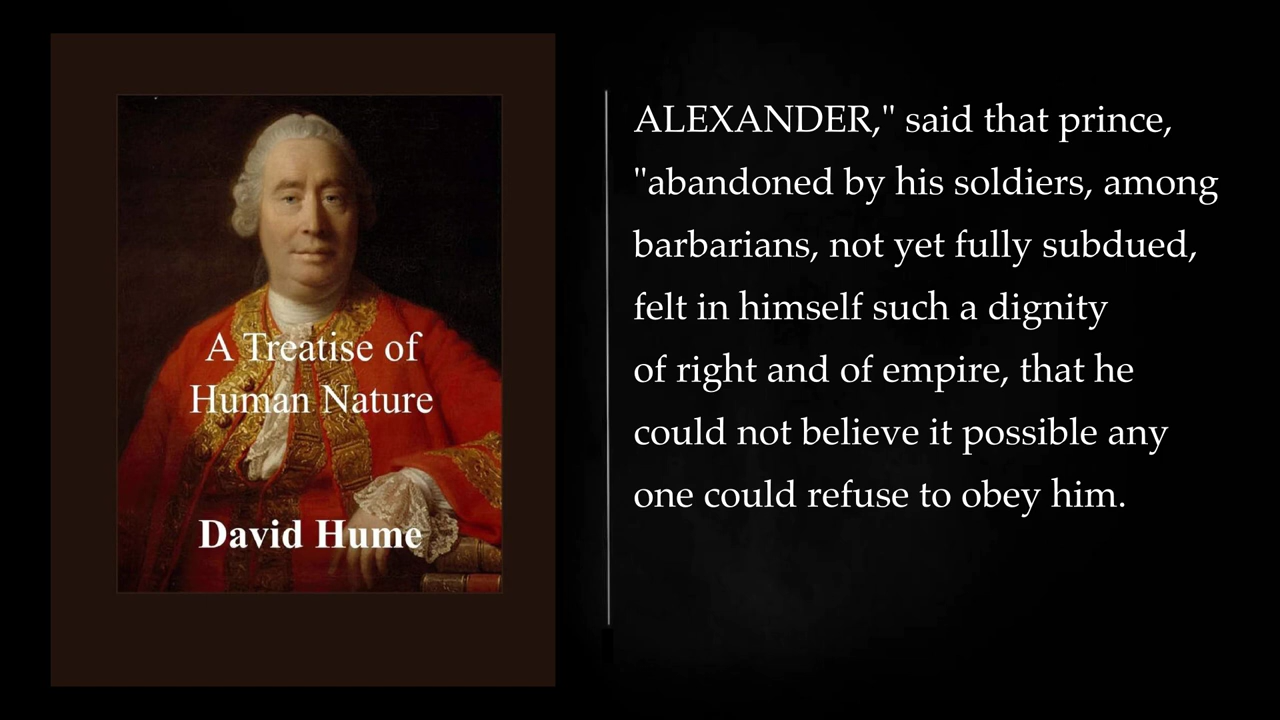 A Treatise of
Human Nature
David Hume
ALEXANDER," said that prince,
"abandoned by his soldiers, among
barbarians, not yet fully subdued,
felt in himself such a dignity
of right and of empire, that he
could not believe it possible any
one could refuse to obey him.